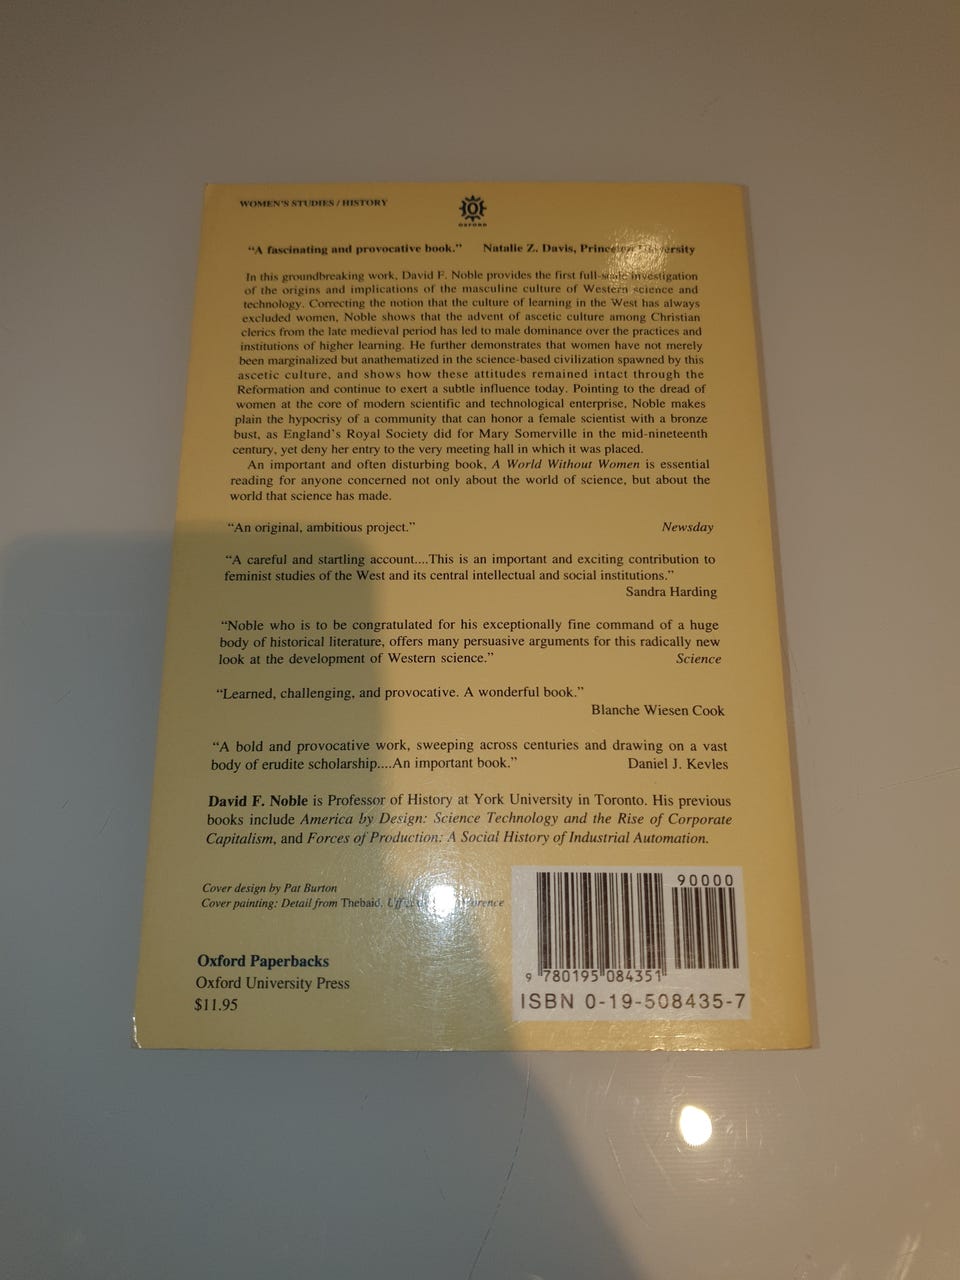 WOMEN'S STUDIES / HISTORY
OXFORD
"A fascinating and provocative book." Natalie Z. Davis, Princeton University
In this groundbreaking work, David F. Noble provides the first full-scale investigation
of the origins and implications of the masculine culture of Western science and
technology. Correcting the notion that the culture of learning in the West has always
excluded women, Noble shows that the advent of ascetic culture among Christian
clerics from the late medieval period has led to male dominance over the practices and
institutions of higher learning. He further demonstrates that women have not merely
been marginalized but anathematized in the science-based civilization spawned by this
ascetic culture, and shows how these attitudes remained intact through the
Reformation and continue to exert a subtle influence today. Pointing to the dread of
women at the core of modern scientific and technological enterprise, Noble makes
plain the hypocrisy of a community that can honor a female scientist with a bronze
bust, as England's Royal Society did for Mary Somerville in the mid-nineteenth
century, yet deny her entry to the very meeting hall in which it was placed.
An important and often disturbing book, A World Without Women is essential
reading for anyone concerned not only about the world of science, but about the
world that science has made.
"An original, ambitious project." Newsday
"A careful and startling account....This is an important and exciting contribution to
feminist studies of the West and its central intellectual and social institutions."
Sandra Harding
"Noble who is to be congratulated for his exceptionally fine command of a huge
body of historical literature, offers many persuasive arguments for this radically new
look at the development of Western science." Science
"Learned, challenging, and provocative. A wonderful book."
Blanche Wiesen Cook
"A bold and provocative work, sweeping across centuries and drawing on a vast
body of erudite scholarship....An important book." Daniel J. Kevles
David F. Noble is Professor of History at York University in Toronto. His previous
books include America by Design: Science Technology and the Rise of Corporate
Capitalism, and Forces of Production: A Social History of Industrial Automation.
Cover design by Pat Burton
Cover painting: Detail from Thebaid,
Oxford Paperbacks
Oxford University Press
$11.95
90000
9 780195 084351
ISBN 0-19-508435-7